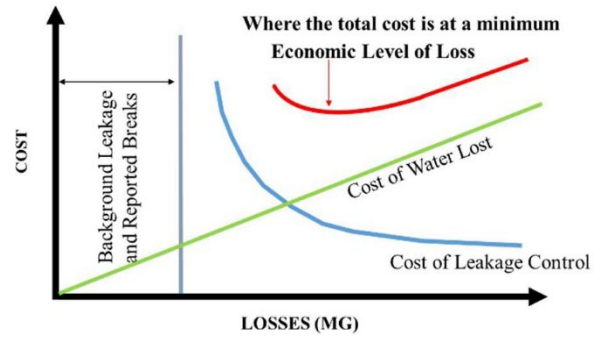 Where the total cost is at a minimum
Economic Level of Loss
COST
Background Leakage
and Reported Breaks
Cost of Water Lost
Cost of Leakage Control
LOSSES (MG)